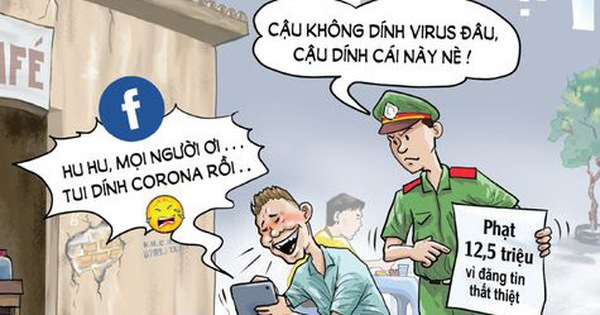 CẬU KHÔNG DÍNH VIRUS ĐÂU,
CẬU DÍNH CÁI NÀY NÈ !
AFÉ
f
HU HU, MỌI NGƯỜI ƠI . . .
TUI DÍNH CORONA RỒI . .
Phạt
12,5 triệu
vì đăng tin
thất thiệt